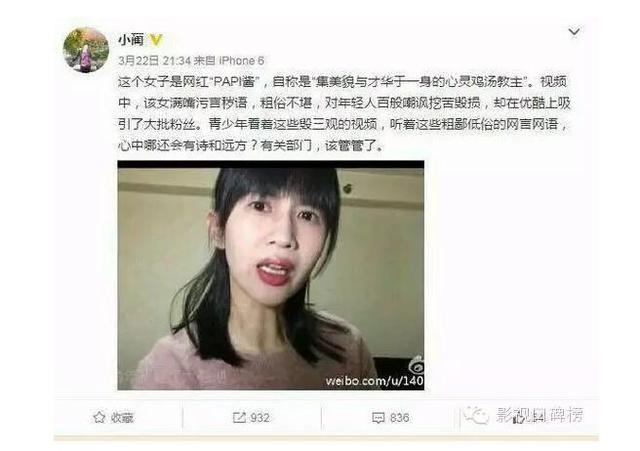 小蔺
3月22日 21:34 来自 iPhone 6
这个女子是网红“PAPI酱”，自称是“集美貌与才华于一身的心灵鸡汤教主”。视频
中，该女满嘴污言秽语，粗俗不堪，对年轻人百般嘲讽挖苦毁损，却在优酷上吸
引了大批粉丝。青少年看着这些毁三观的视频，听着这些粗鄙低俗的网言网语，
心中哪还会有诗和远方？有关部门，该管管了。
weibo.com/u/140
收藏
932
836
影视口碑榜